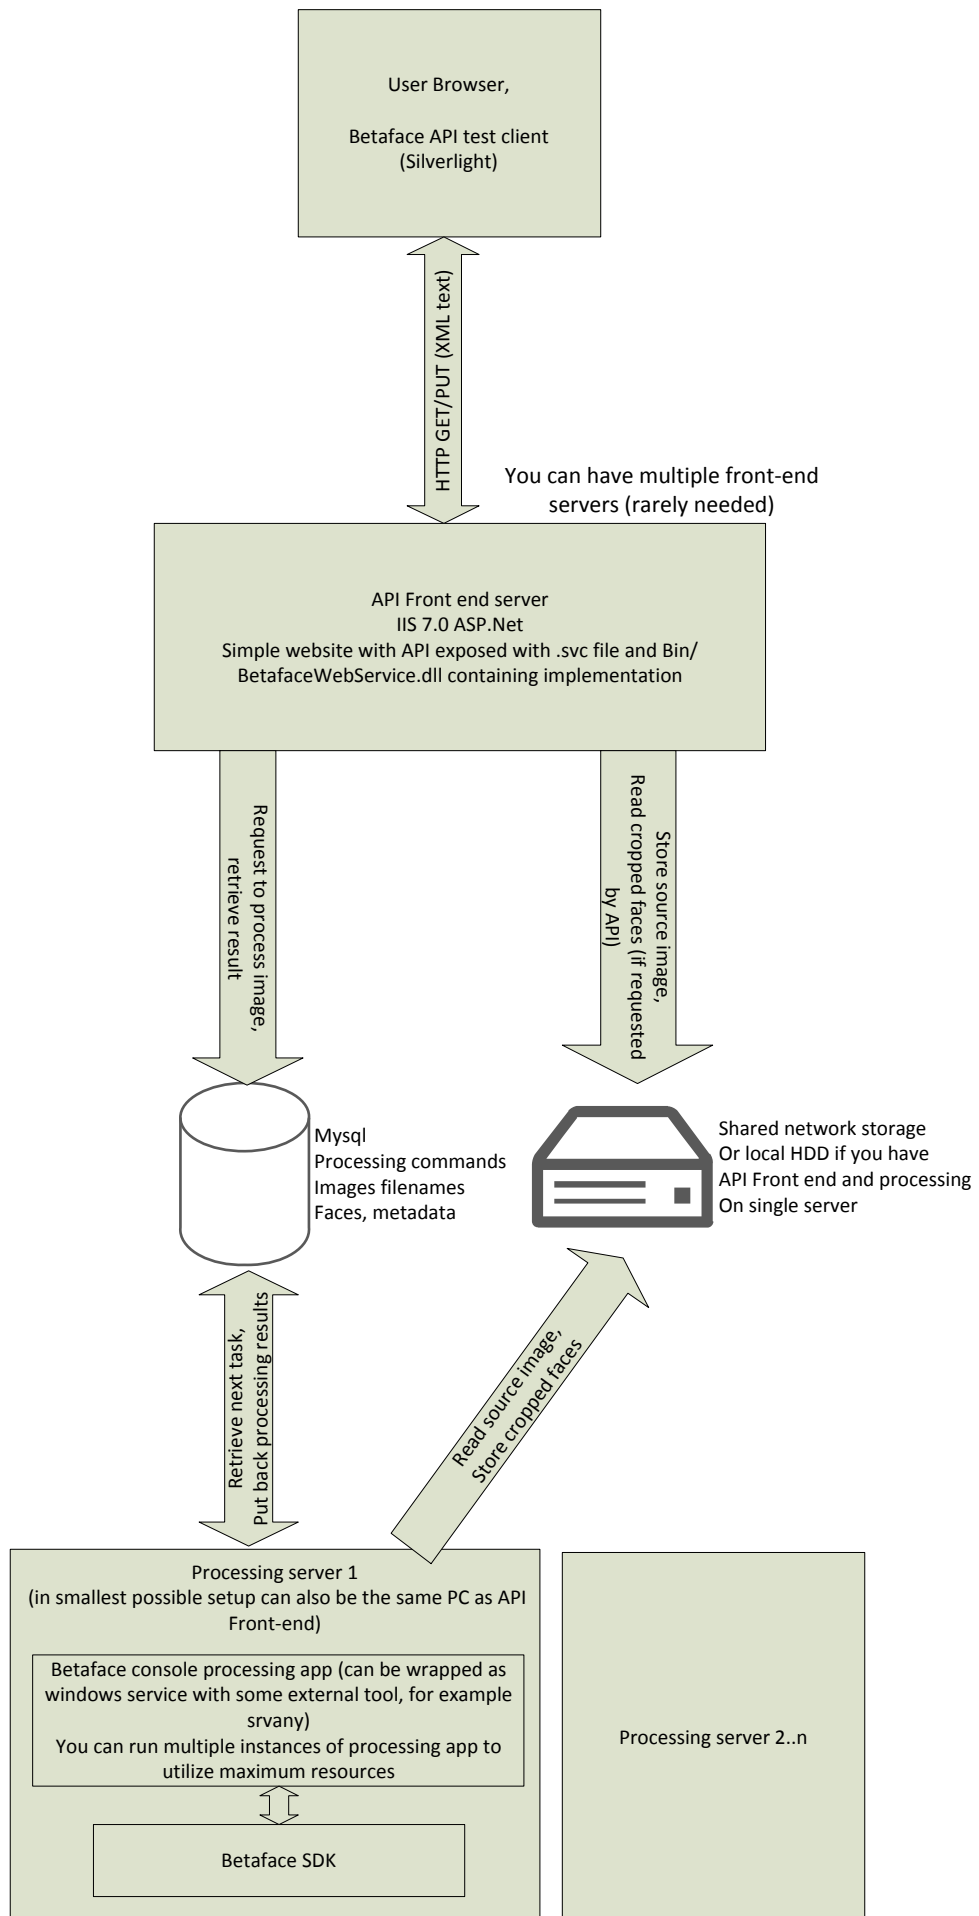 User Browser,
Betaface API test client
(Silverlight)
HTTP GET/PUT (XML text)
You can have multiple front-end
servers (rarely needed)
API Front end server
IIS 7.0 ASP.Net
Simple website with API exposed with .svc file and Bin/
BetafaceWebService.dll containing implementation
Request to process image,
retrieve result
Store source image,
Read cropped faces (if requested
by API)
Mysql
Processing commands
Images filenames
Faces, metadata
Shared network storage
Or local HDD if you have
API Front end and processing
On single server
Retrieve next task,
Put back processing results
Read source image,
Store cropped faces
Processing server 1
(in smallest possible setup can also be the same PC as API
Front-end)
Betaface console processing app (can be wrapped as
windows service with some external tool, for example
srvany)
You can run multiple instances of processing app to
utilize maximum resources
Betaface SDK
Processing server 2..n